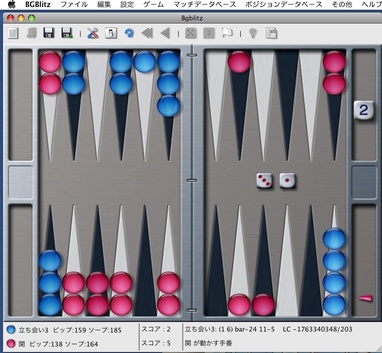 BGBlitz ファイル 編集 設定 ゲーム マッチデータベース ポジションデータベース その他 ヘルプ
Bgblitz
2
立ち会い3 ピップ:159 ソープ:185 スコア : 2 立ち会い3: (1 6) bar-24 11-5 LC -1763340348/203
関 ピップ:138 ソープ:164 スコア : 5 関 が動かす手番